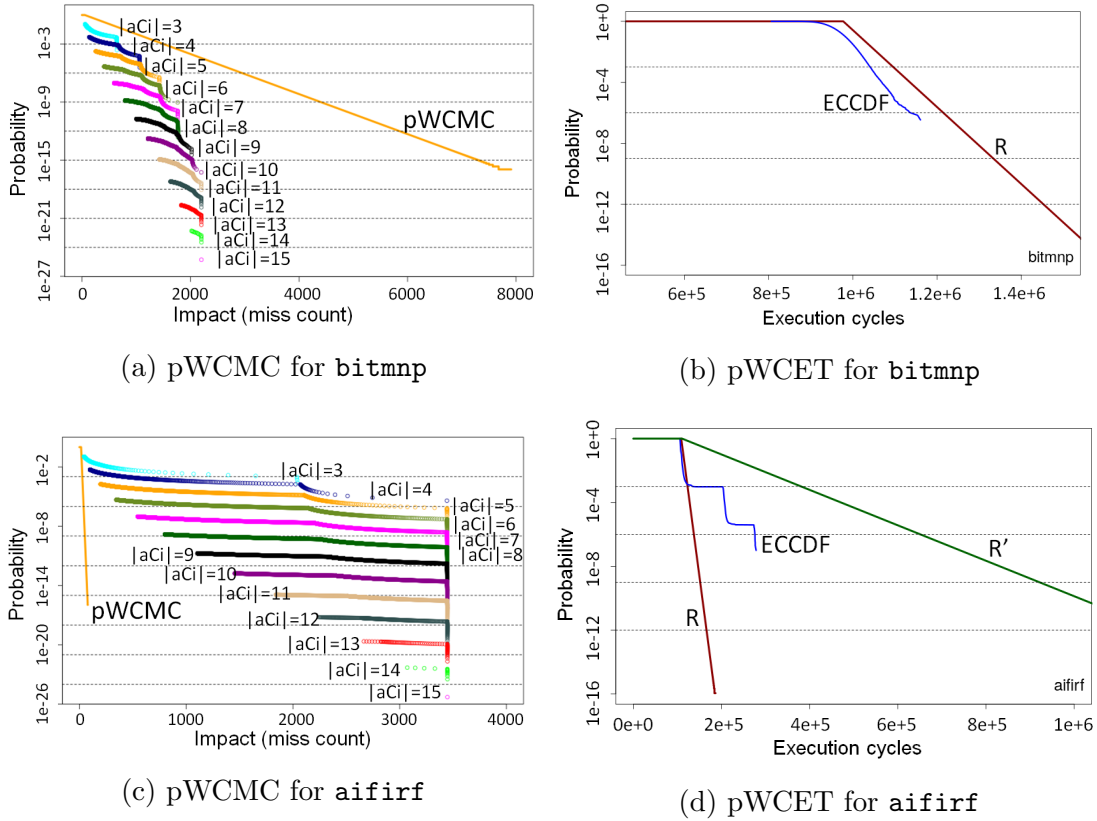 1e-3
1e-9
1e-15
1e-21
1e-27
Probability
|aCi|=3
|aCi|=4
|aCi|=5
|aCi|=6
|aCi|=7
|aCi|=8
|aCi|=9
|aCi|=10
|aCi|=11
|aCi|=12
|aCi|=13
|aCi|=14
|aCi|=15
pWCMC
0 2000 4000 6000 8000
Impact (miss count)
(a) pWCMC for bitmnp
1e+0
1e-4
1e-8
1e-12
1e-16
Probability
ECCDF
R
bitmnp
6e+5 8e+5 1e+6 1.2e+6 1.4e+6
Execution cycles
(b) pWCET for bitmnp
1e-2
1e-8
1e-14
1e-20
1e-26
Probability
|aCi|=3
|aCi|=4
|aCi|=5
|aCi|=6
|aCi|=7
|aCi|=8
|aCi|=9
|aCi|=10
|aCi|=11
|aCi|=12
|aCi|=13
|aCi|=14
|aCi|=15
pWCMC
0 1000 2000 3000 4000
Impact (miss count)
(c) pWCMC for aifirf
1e+0
1e-4
1e-8
1e-12
1e-16
Probability
ECCDF
R'
R
aifirf
0e+0 2e+5 4e+5 6e+5 8e+5 1e+6
Execution cycles
(d) pWCET for aifirf